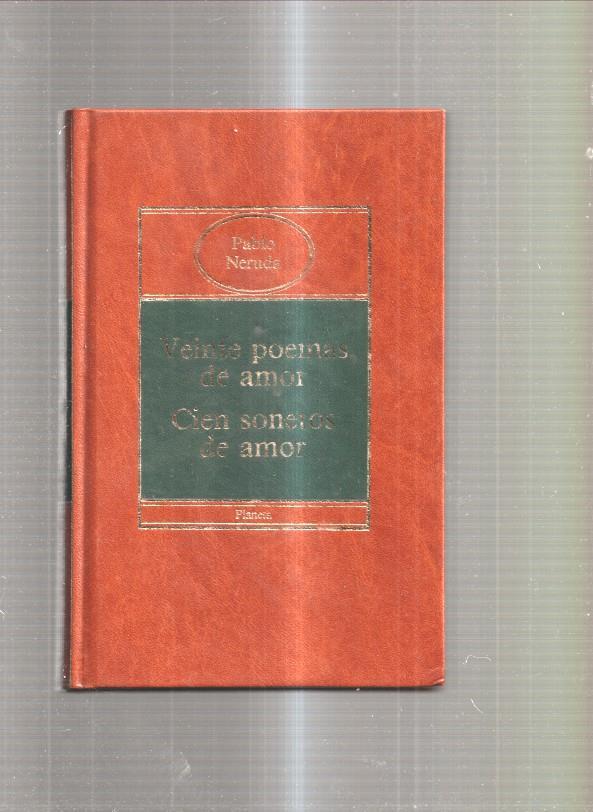 Pablo
Neruda
Veinte poemas
de amor
Cien sonetos
de amor
Planeta